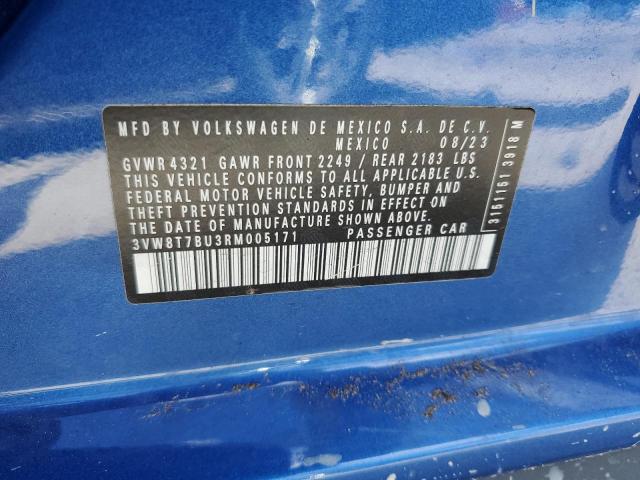 MFD BY VOLKSWAGEN DE MEXICO S.A. DE C.V.
MEXICO 08/23
GVWR 4321 GAWR FRONT 2249 / REAR 2183 LBS
THIS VEHICLE CONFORMS TO ALL APPLICABLE U.S.
FEDERAL MOTOR VEHICLE SAFETY, BUMPER AND
THEFT PREVENTION STANDARDS IN EFFECT ON
THE DATE OF MANUFACTURE SHOWN ABOVE.
3VW8T7BU3RM005171 PASSENGER CAR
3161161 3918 M